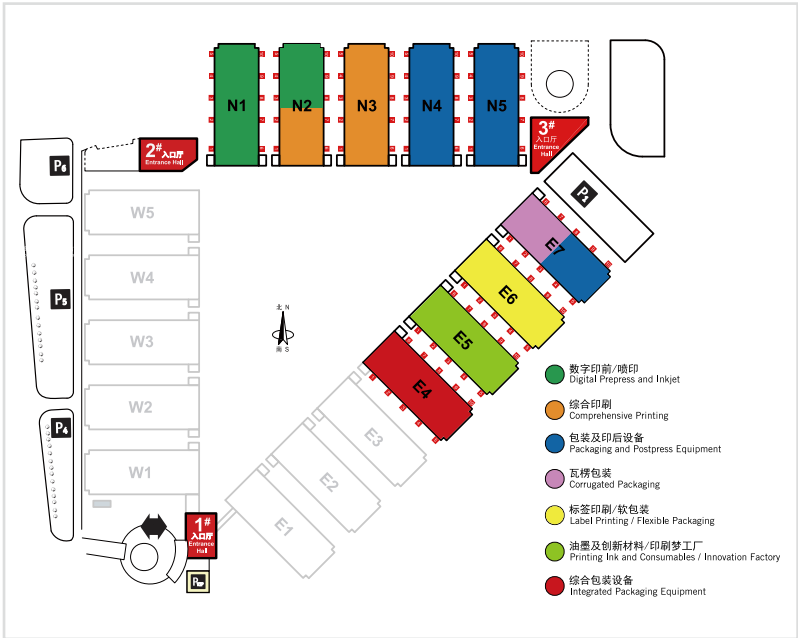 N1
N2
N3
N4
N5
3#
入口厅
Entrance
Hall
2#入口厅
Entrance Hall
P6
P3
W5
E7
W4
E6
P5
北 N
南 S
W3
E5
W2
E4
P4
E3
W1
E2
E1
1#
入口厅
Entrance
Hall
P
数字印前/喷印
Digital Prepress and Inkjet
综合印刷
Comprehensive Printing
包装及印后设备
Packaging and Postpress Equipment
瓦楞包装
Corrugated Packaging
标签印刷/软包装
Label Printing / Flexible Packaging
油墨及创新材料/印刷梦工厂
Printing Ink and Consumables / Innovation Factory
综合包装设备
Integrated Packaging Equipment